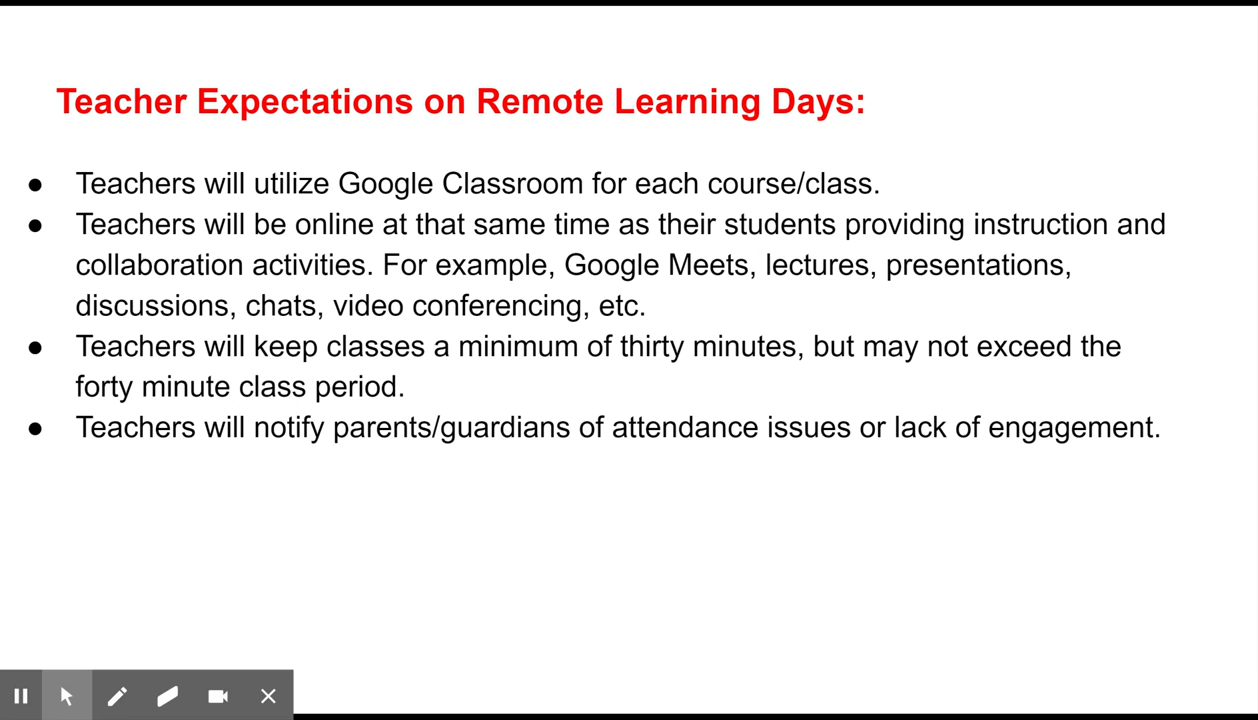 Teacher Expectations on Remote Learning Days:
● Teachers will utilize Google Classroom for each course/class.
● Teachers will be online at that same time as their students providing instruction and
collaboration activities. For example, Google Meets, lectures, presentations,
discussions, chats, video conferencing, etc.
● Teachers will keep classes a minimum of thirty minutes, but may not exceed the
forty minute class period.
● Teachers will notify parents/guardians of attendance issues or lack of engagement.